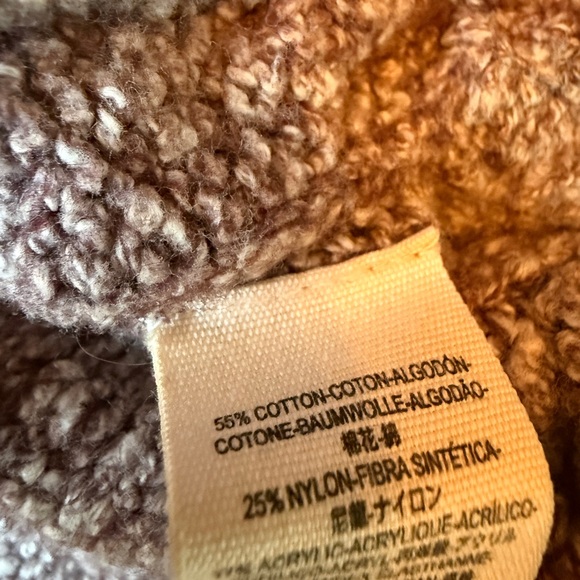 55% COTTON-COTON-ALGODÓN-
COTONE-BAUMWOLLE-ALGODÃO-
棉花-綿
25% NYLON-FIBRA SINTÉTICA-
尼龍-ナイロン
ACRYLIC-ACRYLIQUE-ACRÍLICO-